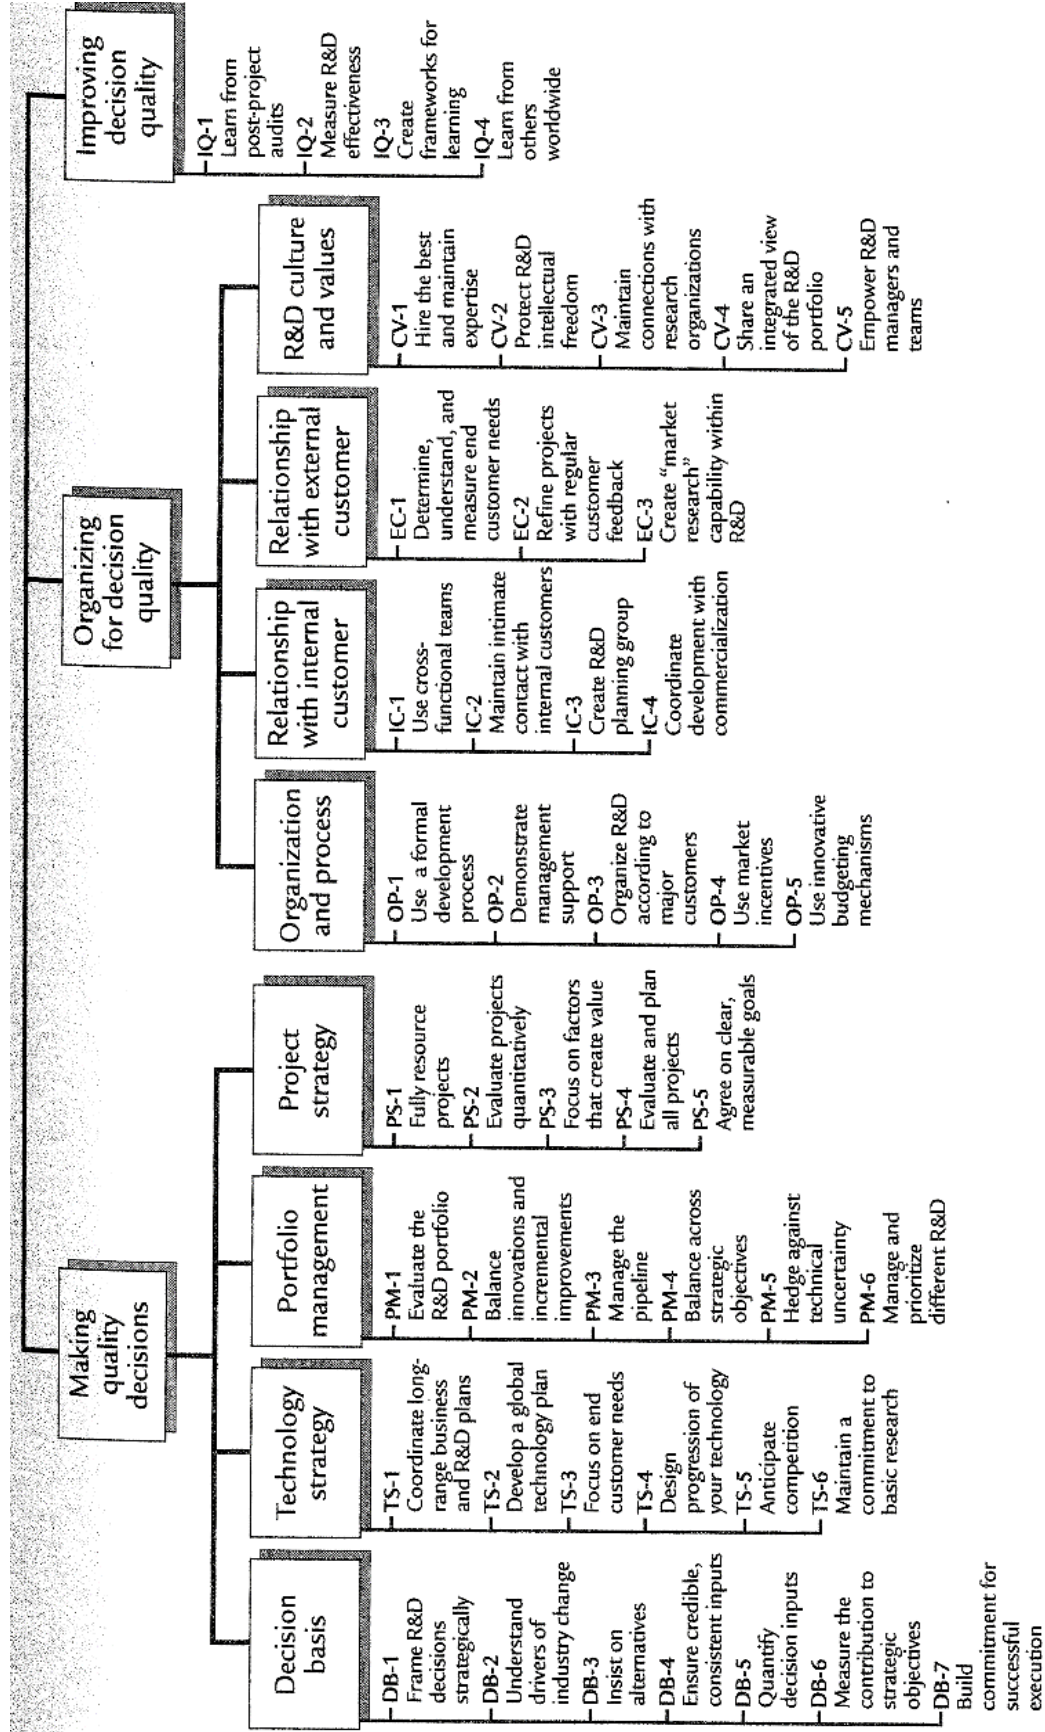 Making
quality
decisions
Decision
basis
DB-1
Frame R&D
decisions
strategically
DB-2
Understand
drivers of
industry change
DB-3
Insist on
alternatives
DB-4
Ensure credible,
consistent inputs
DB-5
Quantify
decision inputs
DB-6
Measure the
contribution to
strategic
objectives
DB-7
Build
commitment for
successful
execution
Technology
strategy
TS-1
Coordinate long-
range business
and R&D plans
TS-2
Develop a global
technology plan
TS-3
Focus on end
customer needs
TS-4
Design
progression of
your technology
TS-5
Anticipate
competition
TS-6
Maintain a
commitment to
basic research
Portfolio
management
PM-1
Evaluate the
R&D portfolio
PM-2
Balance
innovations and
incremental
improvements
PM-3
Manage the
pipeline
PM-4
Balance across
strategic
objectives
PM-5
Hedge against
technical
uncertainty
PM-6
Manage and
prioritize
different R&D
Project
strategy
PS-1
Fully resource
projects
PS-2
Evaluate projects
quantitatively
PS-3
Focus on factors
that create value
PS-4
Evaluate and plan
all projects
PS-5
Agree on clear,
measurable goals
Organizing
for decision
quality
Organization
and process
OP-1
Use a formal
development
process
OP-2
Demonstrate
management
support
OP-3
Organize R&D
according to
major
customers
OP-4
Use market
incentives
OP-5
Use innovative
budgeting
mechanisms
Relationship
with internal
customer
IC-1
Use cross-
functional teams
IC-2
Maintain intimate
contact with
internal customers
IC-3
Create R&D
planning group
IC-4
Coordinate
development with
commercialization
Relationship
with external
customer
EC-1
Determine,
understand, and
measure end
customer needs
EC-2
Refine projects
with regular
customer
feedback
EC-3
Create “market
research”
capability within
R&D
R&D culture
and values
CV-1
Hire the best
and maintain
expertise
CV-2
Protect R&D
intellectual
freedom
CV-3
Maintain
connections with
research
organizations
CV-4
Share an
integrated view
of the R&D
portfolio
CV-5
Empower R&D
managers and
teams
Improving
decision
quality
IQ-1
Learn from
post-project
audits
IQ-2
Measure R&D
effectiveness
IQ-3
Create
frameworks for
learning
IQ-4
Learn from
others
worldwide